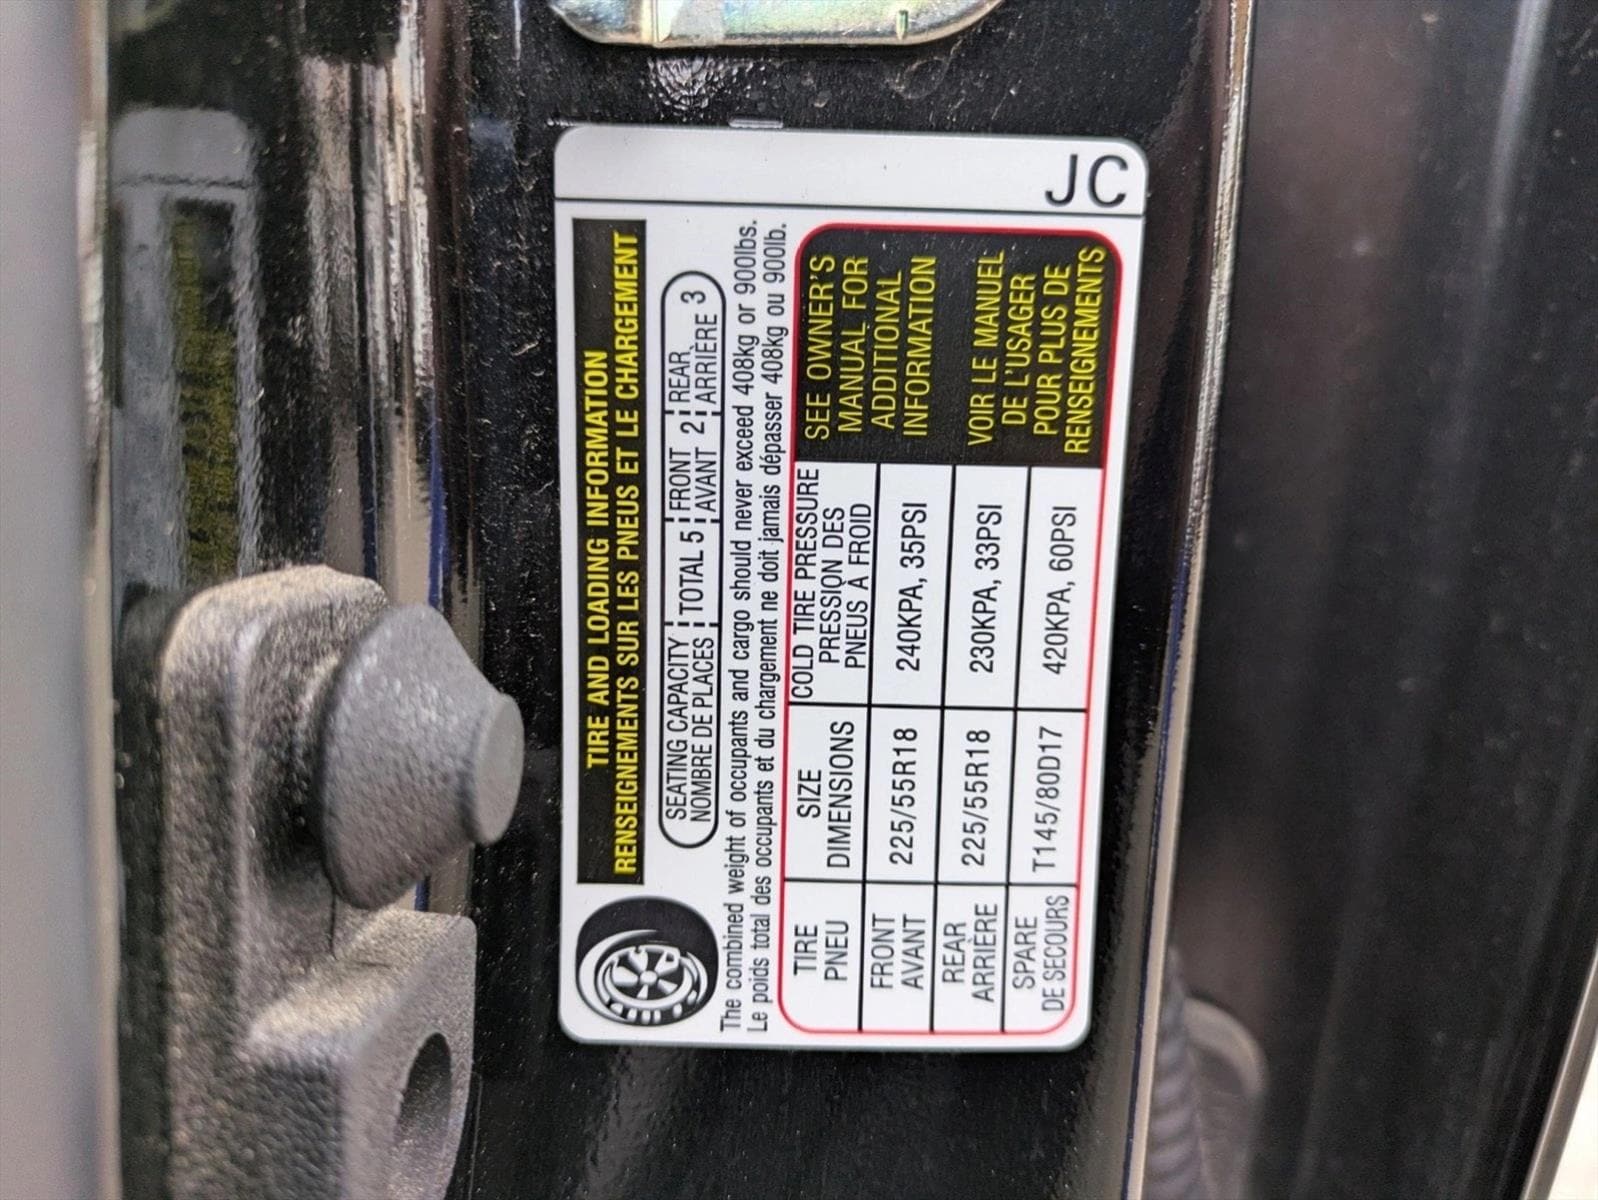 TIRE AND LOADING INFORMATION
RENSEIGNEMENTS SUR LES PNEUS ET LE CHARGEMENT
SEATING CAPACITY
NOMBRE DE PLACES
TOTAL 5
FRONT
AVANT 2
REAR
ARRIÈRE 3
The combined weight of occupants and cargo should never exceed 408kg or 900lbs.
Le poids total des occupants et du chargement ne doit jamais dépasser 408kg ou 900lb.
TIRE
PNEU
SIZE
DIMENSIONS
COLD TIRE PRESSURE
PRESSION DES
PNEUS À FROID
FRONT
AVANT
225/55R18
240KPA, 35PSI
REAR
ARRIÈRE
225/55R18
230KPA, 33PSI
SPARE
DE SECOURS
T145/80D17
420KPA, 60PSI
SEE OWNER'S
MANUAL FOR
ADDITIONAL
INFORMATION
VOIR LE MANUEL
DE L'USAGER
POUR PLUS DE
RENSEIGNEMENTS
JC